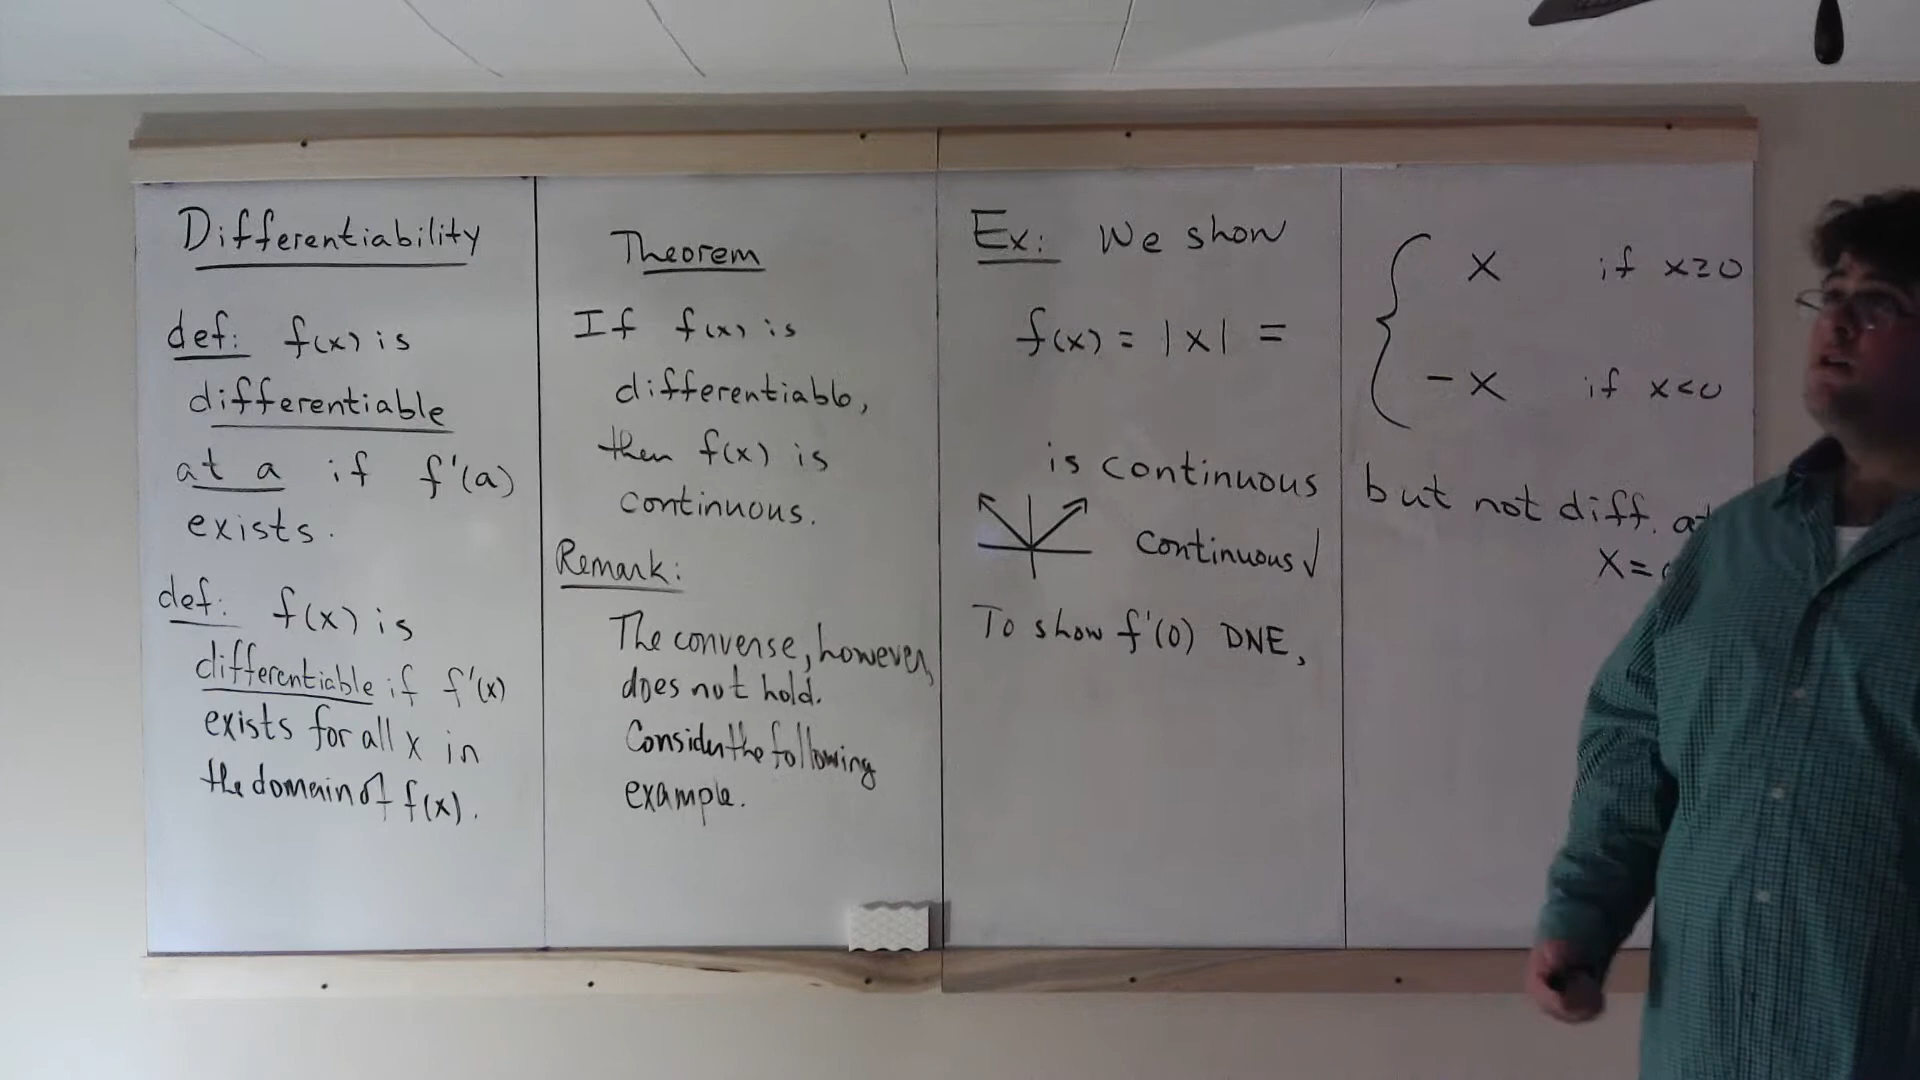 Differentiability
def: f(x) is
differentiable
at a if f'(a)
exists.
def: f(x) is
differentiable if f'(x)
exists for all x in
the domain of f(x).
Theorem
If f(x) is
differentiable,
then f(x) is
continuous.
Remark:
The converse, however,
does not hold.
Consider the following
example.
Ex: We show
f(x) = |x| =
is continuous
continuous ✓
To show f'(0) DNE,
{ x if x≥0
-x if x<0
but not diff. at
x=